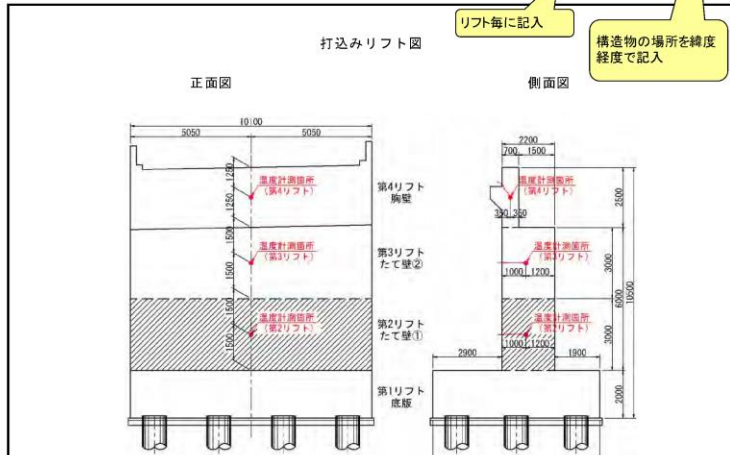 リフト毎に記入
構造物の場所を緯度
経度で記入
打込みリフト図
正面図
側面図
10100
5050
5050
2200
700
1500
1250
1250
温度計測箇所
(第4リフト)
第4リフト
胸壁
温度計測箇所
(第4リフト)
350
350
2500
1500
1500
温度計測箇所
(第3リフト)
第3リフト
たて壁②
温度計測箇所
(第3リフト)
1000
1200
3000
6000
10500
1500
1500
温度計測箇所
(第2リフト)
第2リフト
たて壁①
温度計測箇所
(第2リフト)
1000
1200
3000
2900
1900
第1リフト
底版
2000